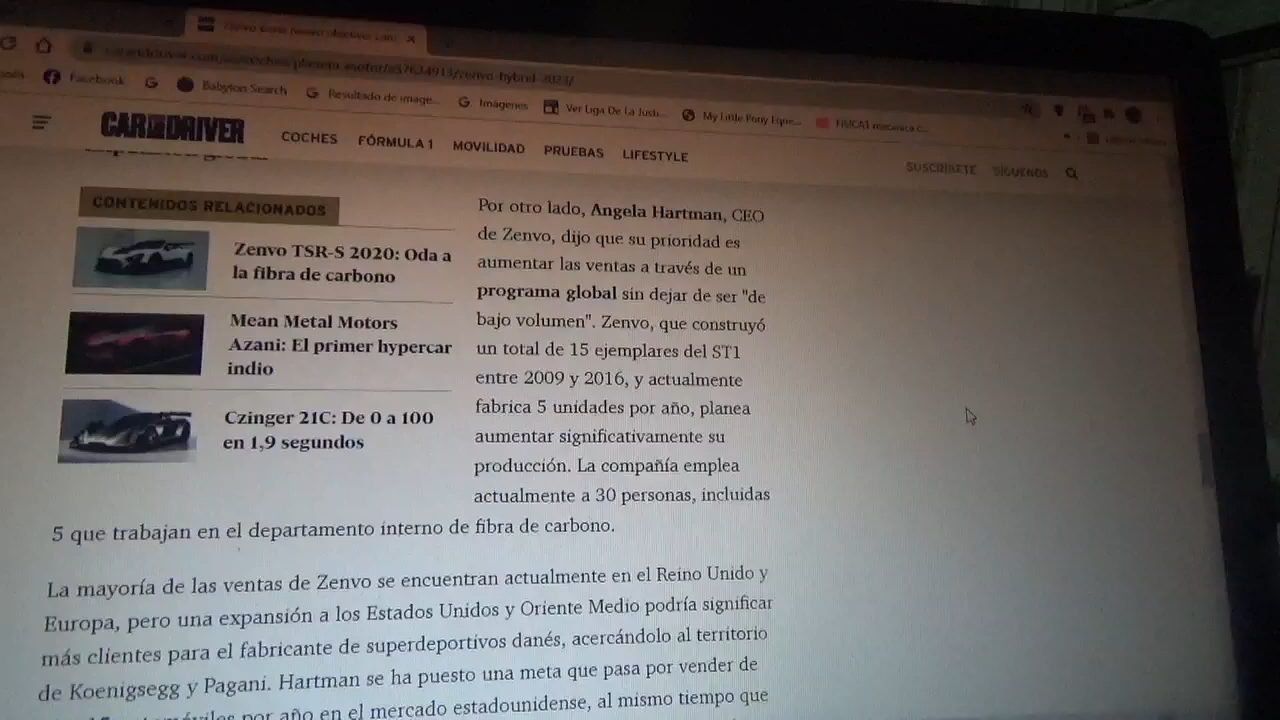 Facebook
Babylon Search
Resultado de image...
Imágenes
Ver Liga De La Justi...
My Little Pony Eque...
CAR AND DRIVER
COCHES
FÓRMULA 1
MOVILIDAD
PRUEBAS
LIFESTYLE
SUSCRÍBETE
SÍGUENOS
CONTENIDOS RELACIONADOS
Zenvo TSR-S 2020: Oda a
la fibra de carbono
Mean Metal Motors
Azani: El primer hypercar
indio
Czinger 21C: De 0 a 100
en 1,9 segundos
Por otro lado, Angela Hartman, CEO
de Zenvo, dijo que su prioridad es
aumentar las ventas a través de un
programa global sin dejar de ser "de
bajo volumen". Zenvo, que construyó
un total de 15 ejemplares del ST1
entre 2009 y 2016, y actualmente
fabrica 5 unidades por año, planea
aumentar significativamente su
producción. La compañía emplea
actualmente a 30 personas, incluidas
5 que trabajan en el departamento interno de fibra de carbono.
La mayoría de las ventas de Zenvo se encuentran actualmente en el Reino Unido y
Europa, pero una expansión a los Estados Unidos y Oriente Medio podría significar
más clientes para el fabricante de superdeportivos danés, acercándolo al territorio
de Koenigsegg y Pagani. Hartman se ha puesto una meta que pasa por vender de
por año en el mercado estadounidense, al mismo tiempo que